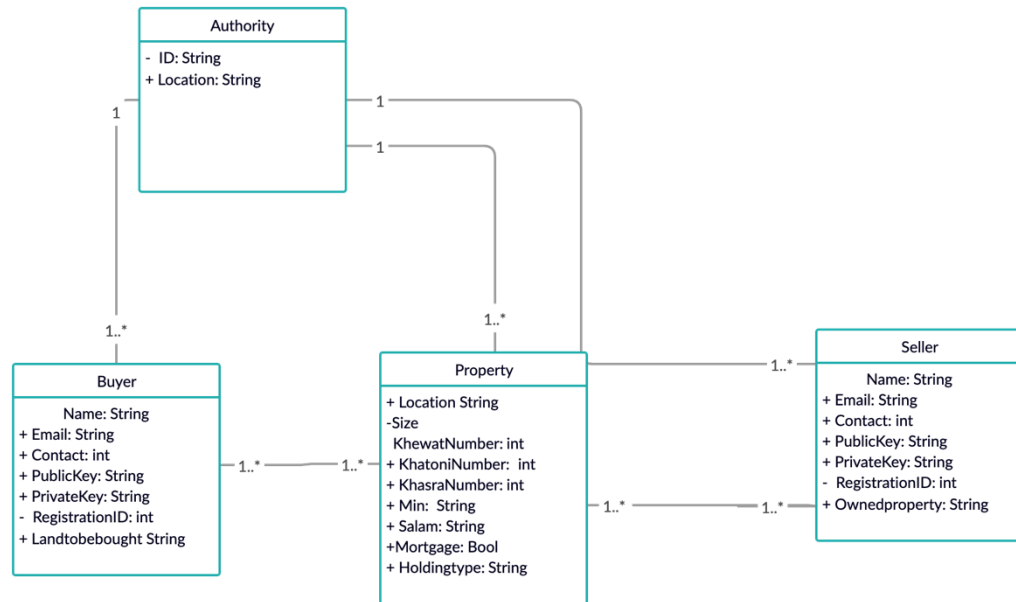 Authority
- ID: String
+ Location: String
1
1
1
1..*
1..*
1..*
Buyer
Name: String
+ Email: String
+ Contact: int
+ PublicKey: String
+ PrivateKey: String
- RegistrationID: int
+ Landtobebought String
1..*
1..*
Property
+ Location String
-Size
KhewatNumber: int
+ KhatoniNumber: int
+ KhasraNumber: int
+ Min: String
+ Salam: String
+Mortgage: Bool
+ Holdingtype: String
1..*
1..*
Seller
Name: String
+ Email: String
+ Contact: int
+ PublicKey: String
+ PrivateKey: String
- RegistrationID: int
+ Ownedproperty: String